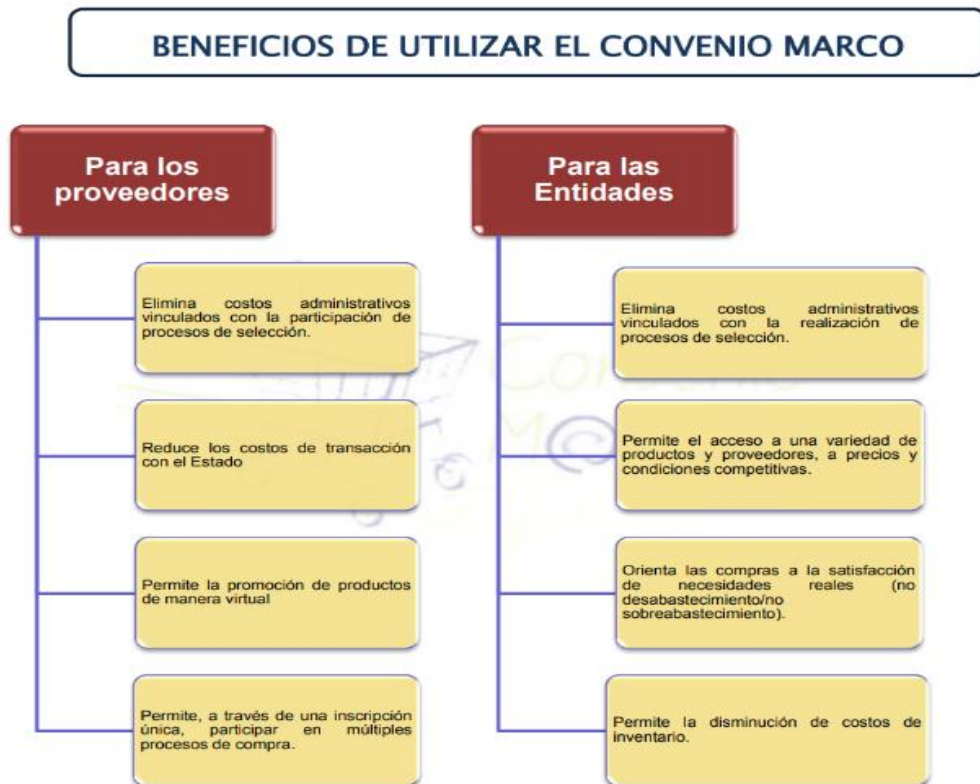 BENEFICIOS DE UTILIZAR EL CONVENIO MARCO
Para los
proveedores
Elimina costos administrativos
vinculados con la participación de
procesos de selección.
Reduce los costos de transacción
con el Estado
Permite la promoción de productos
de manera virtual
Permite, a través de una inscripción
única, participar en múltiples
procesos de compra.
Para las
Entidades
Elimina costos administrativos
vinculados con la realización de
procesos de selección.
Permite el acceso a una variedad de
productos y proveedores, a precios y
condiciones competitivas.
Orienta las compras a la satisfacción
de necesidades reales (no
desabastecimiento/no
sobreabastecimiento).
Permite la disminución de costos de
inventario.